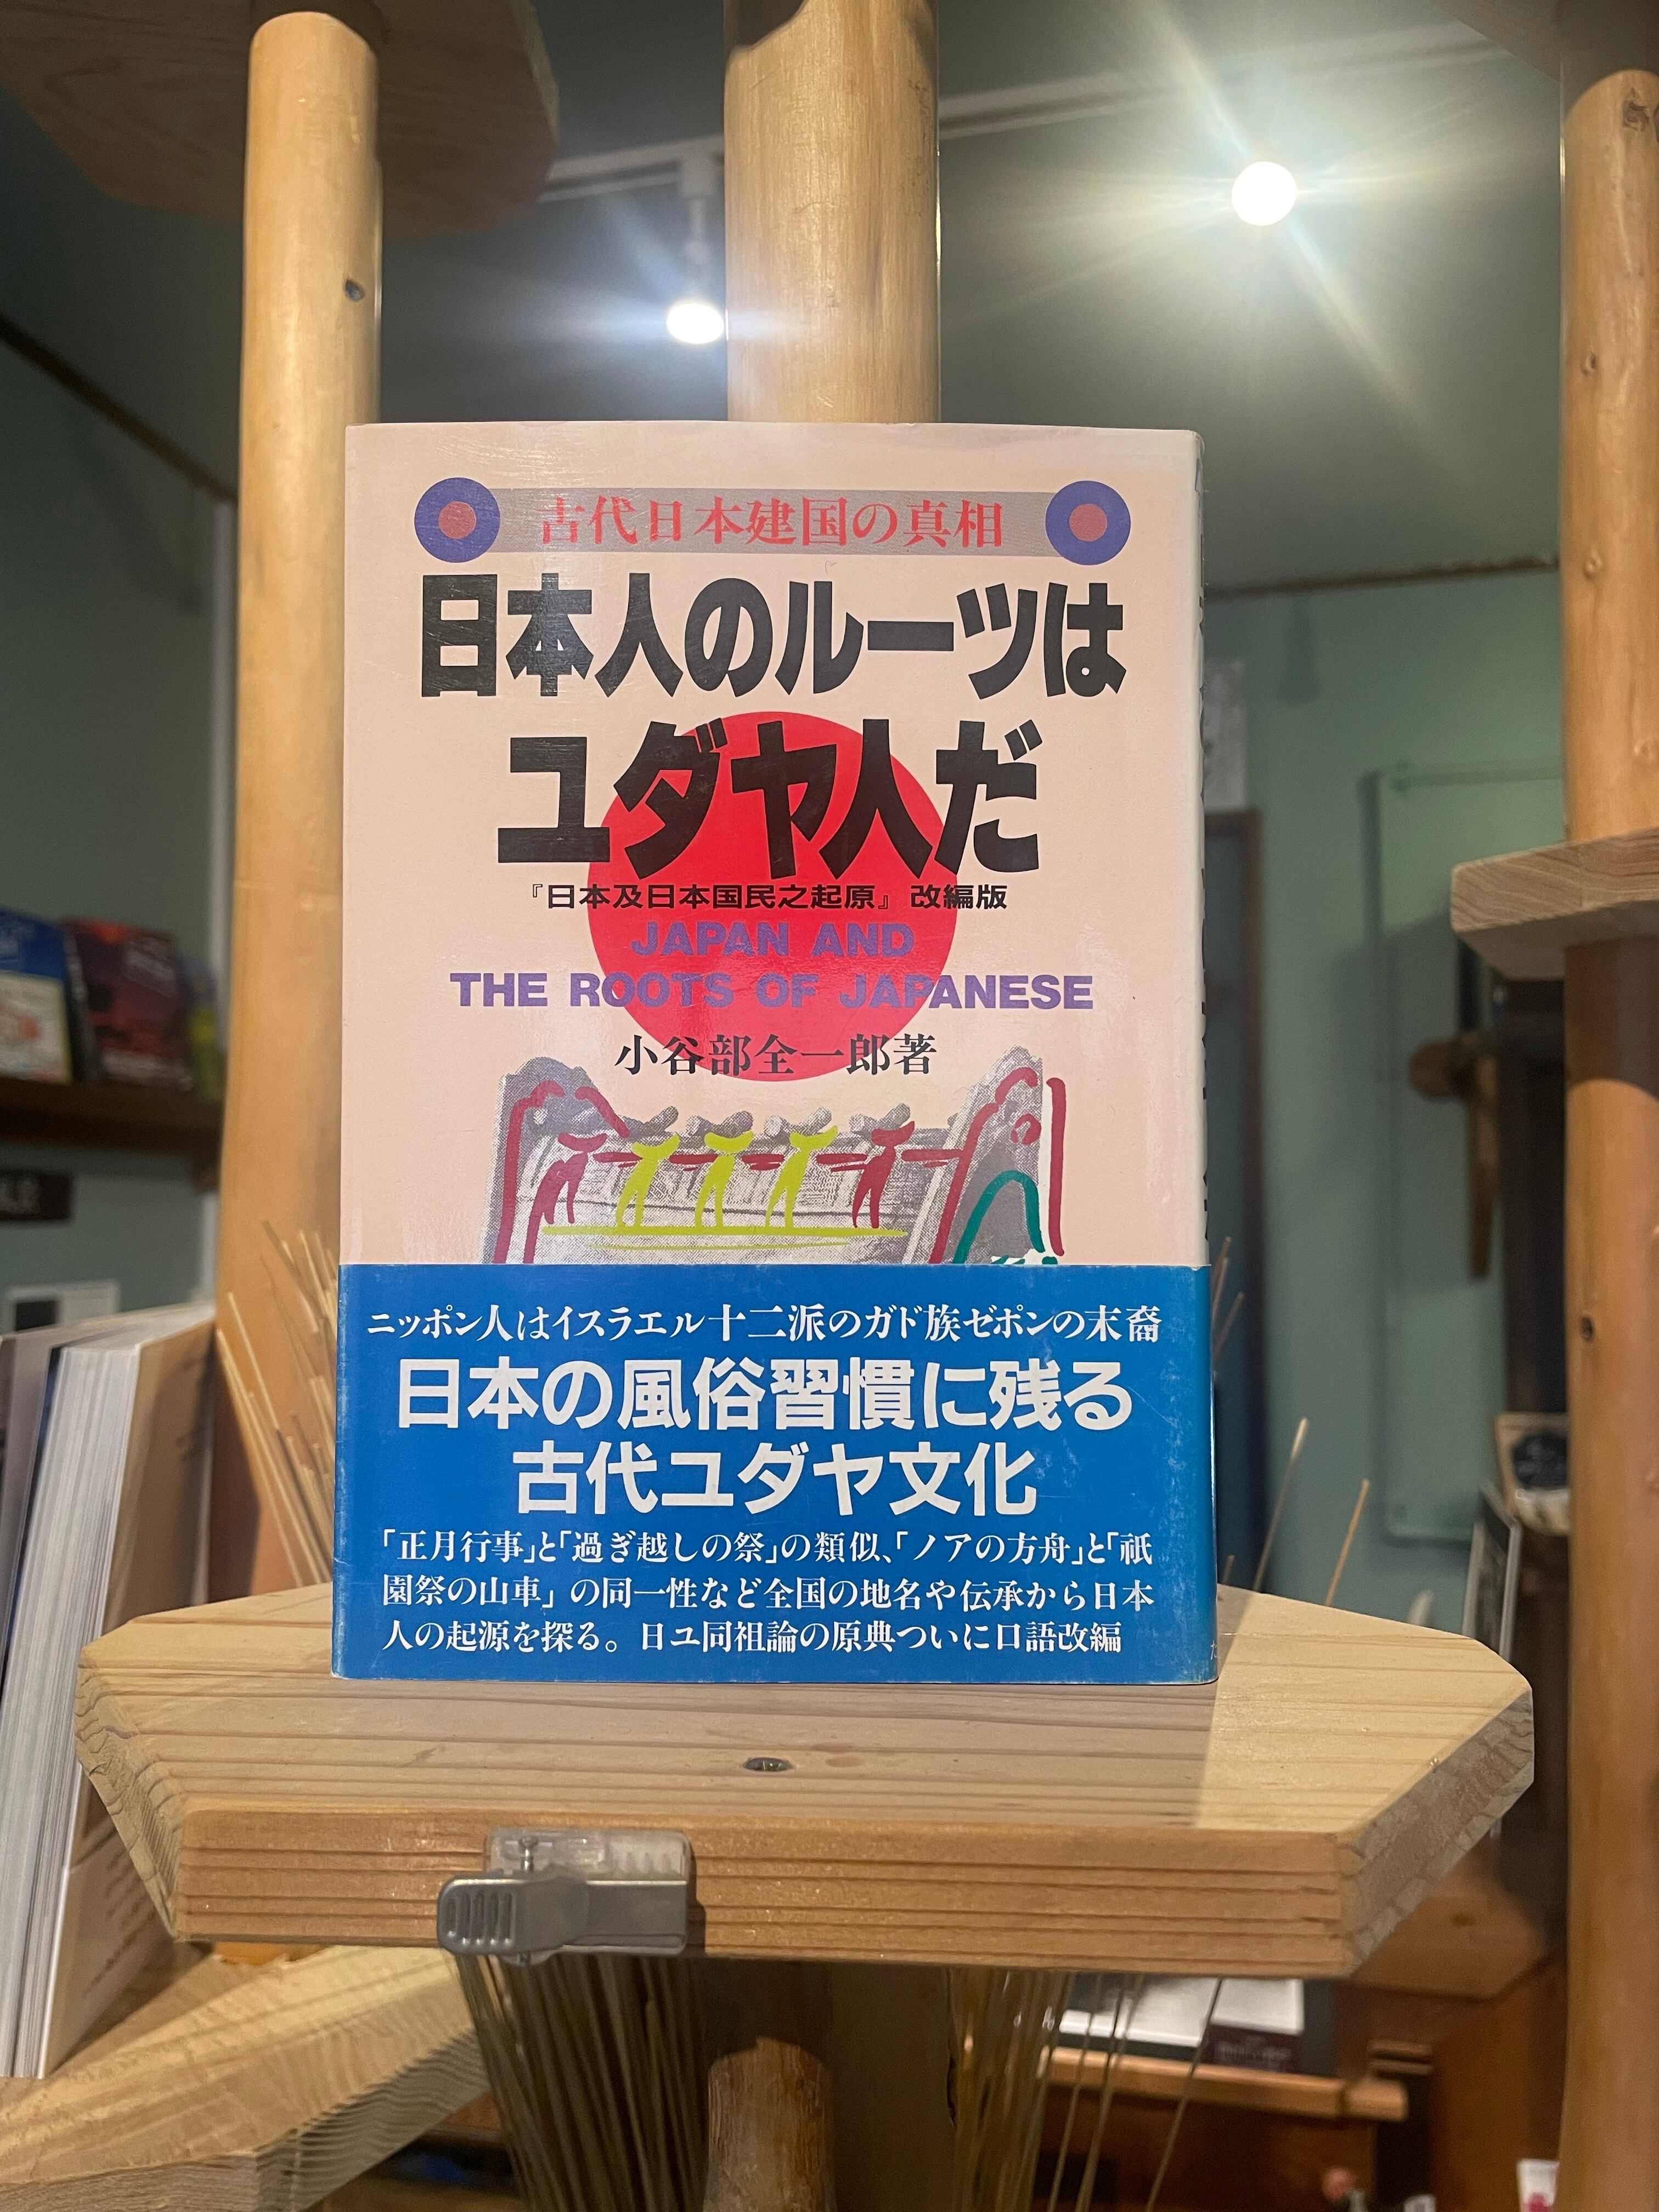 古代日本建国の真相
日本人のルーツは
ユダヤ人だ
『日本及日本国民之起原』改編版
JAPAN AND
THE ROOTS OF JAPANESE
小谷部全一郎著
ニッポン人はイスラエル十二派のガド族ゼポンの末裔
日本の風俗習慣に残る
古代ユダヤ文化
「正月行事」と「過ぎ越しの祭」の類似、「ノアの方舟」と「祇
園祭の山車」の同一性など全国の地名や伝承から日本
人の起源を探る。日ユ同祖論の原典ついに口語改編